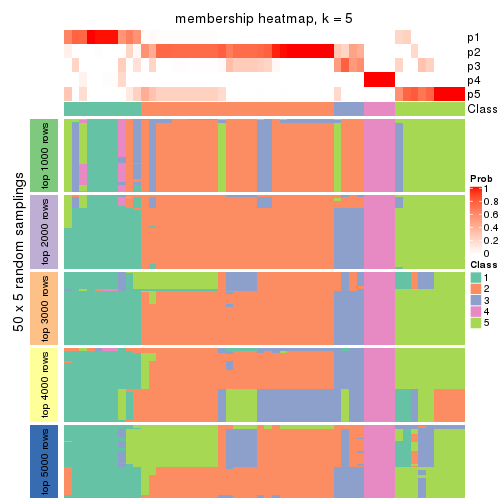 membership heatmap, k = 5
p1
p2
p3
p4
p5
Class
50 x 5 random samplings
top 1000 rows
top 2000 rows
top 3000 rows
top 4000 rows
top 5000 rows
Prob
1
0.8
0.6
0.4
0.2
0
Class
1
2
3
4
5